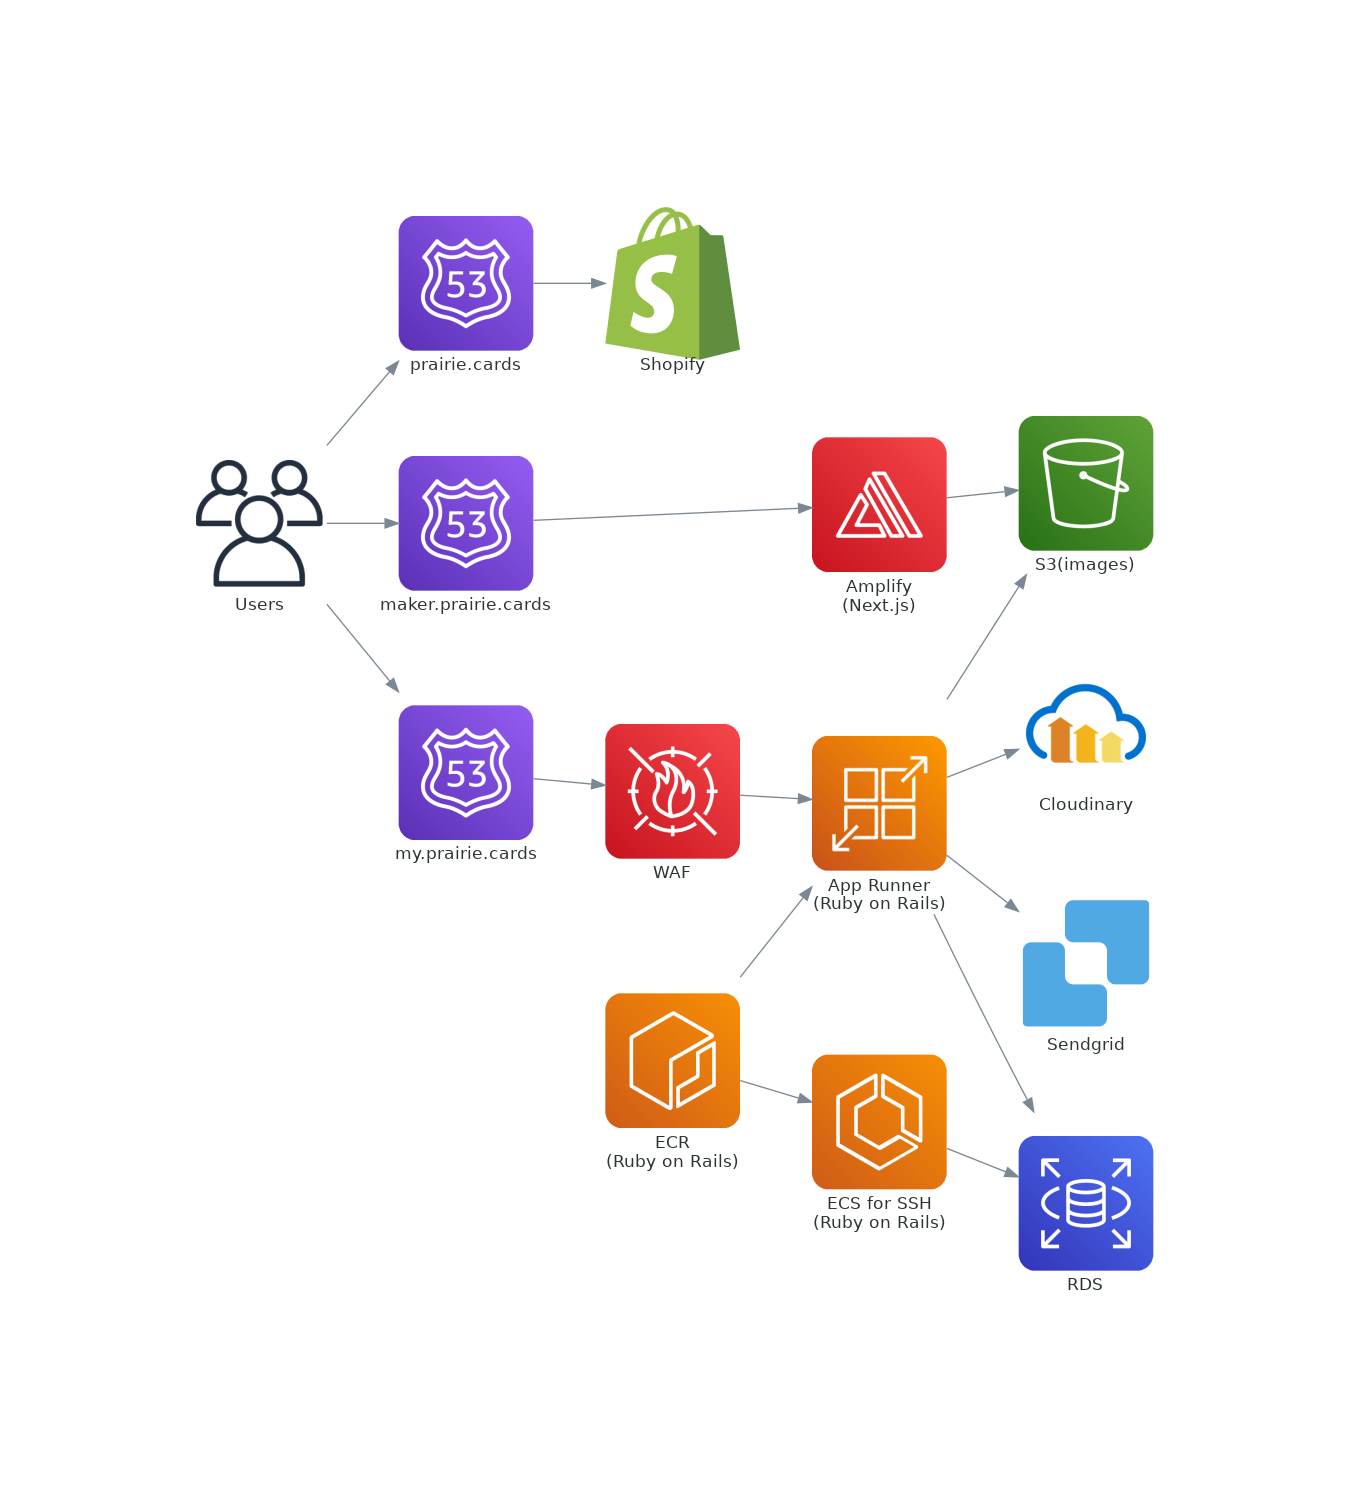 53
prairie.cards
S
Shopify
Users
53
maker.prairie.cards
Amplify
(Next.js)
S3(images)
53
my.prairie.cards
WAF
App Runner
(Ruby on Rails)
Cloudinary
Sendgrid
ECR
(Ruby on Rails)
ECS for SSH
(Ruby on Rails)
RDS